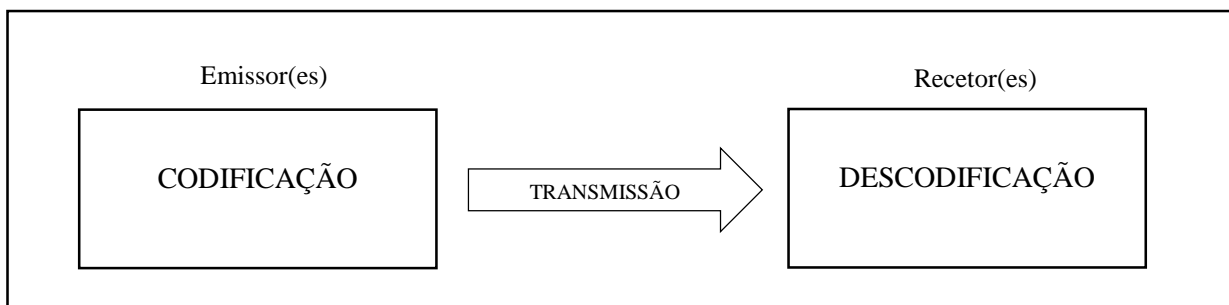 Emissor(es)
Recetor(es)
CODIFICAÇÃO
TRANSMISSÃO
DESCODIFICAÇÃO